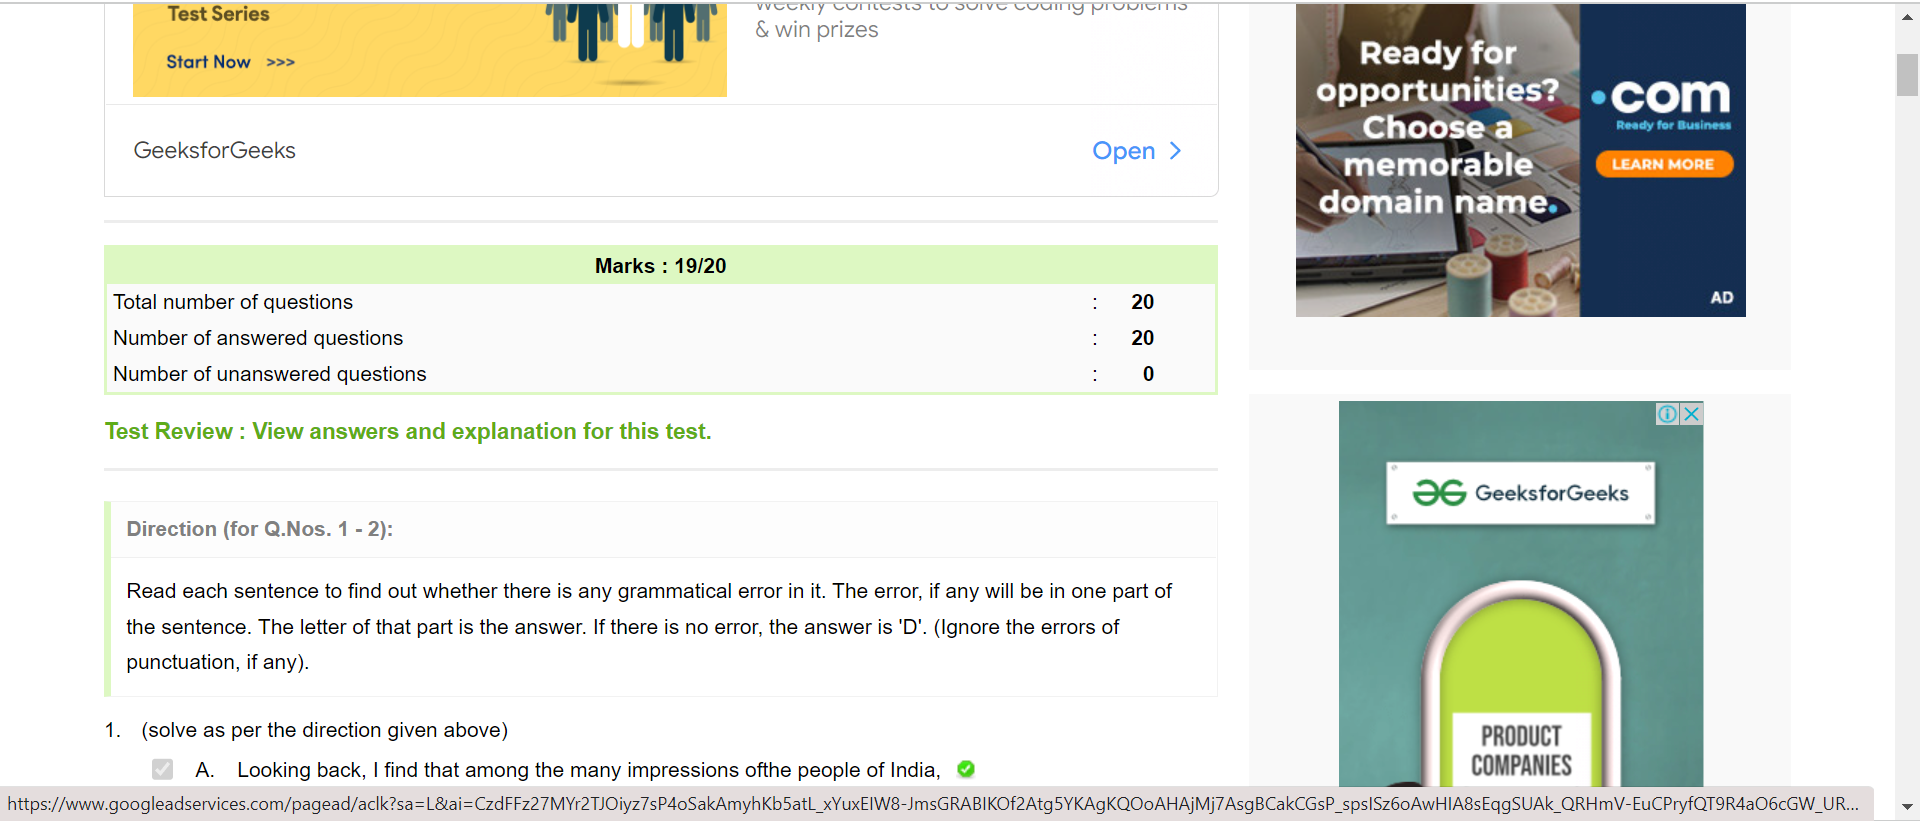 Test Series
Start Now >>>
weekly contests to solve coding problems
& win prizes
GeeksforGeeks
Open
Marks : 19/20
Total number of questions : 20
Number of answered questions : 20
Number of unanswered questions : 0
Test Review : View answers and explanation for this test.
Direction (for Q.Nos. 1 - 2):
Read each sentence to find out whether there is any grammatical error in it. The error, if any will be in one part of
the sentence. The letter of that part is the answer. If there is no error, the answer is 'D'. (Ignore the errors of
punctuation, if any).
1. (solve as per the direction given above)
A. Looking back, I find that among the many impressions ofthe people of India,
Ready for
opportunities?
Choose a
memorable
domain name.
.com
Ready for Business
LEARN MORE
AD
GeeksforGeeks
PRODUCT
COMPANIES
https://www.googleadservices.com/pagead/aclk?sa=L&ai=CzdFFz27MYr2TJOiyz7sP4oSakAmyhKb5atL_xYuxEIW8-JmsGRABIKOf2Atg5YKAgKQOoAHAjMj7AsgBCakCGsP_spsISz6oAwHIA8sEqgSUAk_QRHmV-EuCPryfQT9R4aO6cGW_UR...